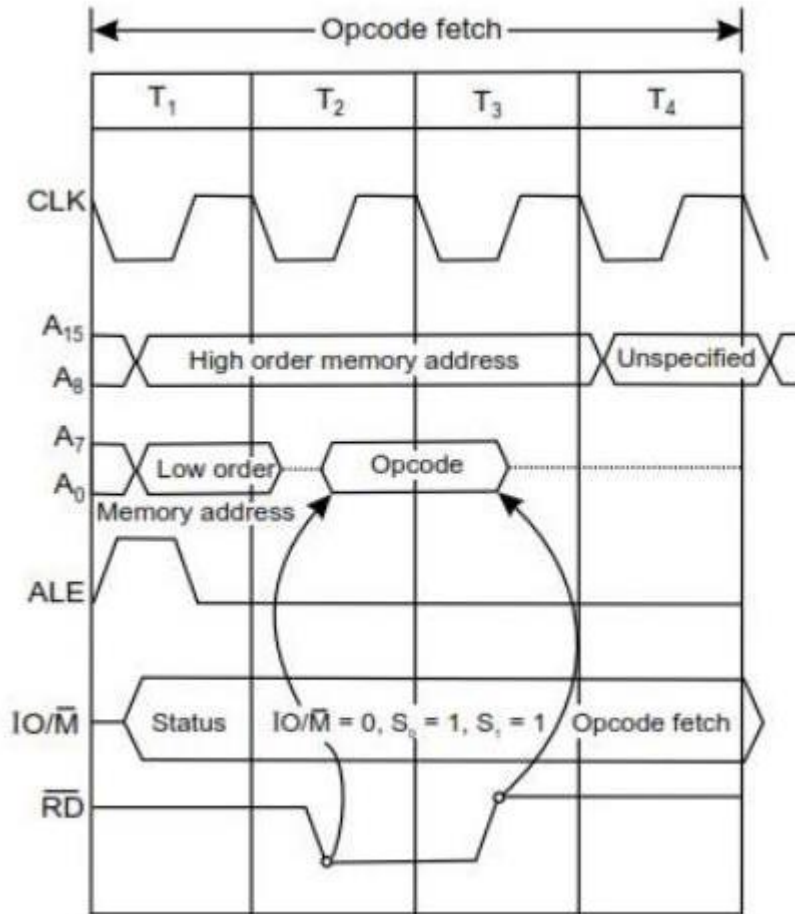 Opcode fetch
T₁ T₂ T₃ T₄
CLK
A₁₅
High order memory address Unspecified
A₈
A₇
Low order Opcode
A₀
Memory address
ALE
IO/M̅ Status IO/M̅ = 0, S₀ = 1, S₁ = 1 Opcode fetch
R̅D̅